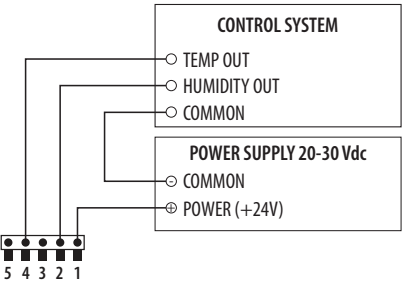 CONTROL SYSTEM
TEMP OUT
HUMIDITY OUT
COMMON
POWER SUPPLY 20-30 Vdc
- COMMON
+ POWER (+24V)
5 4 3 2 1